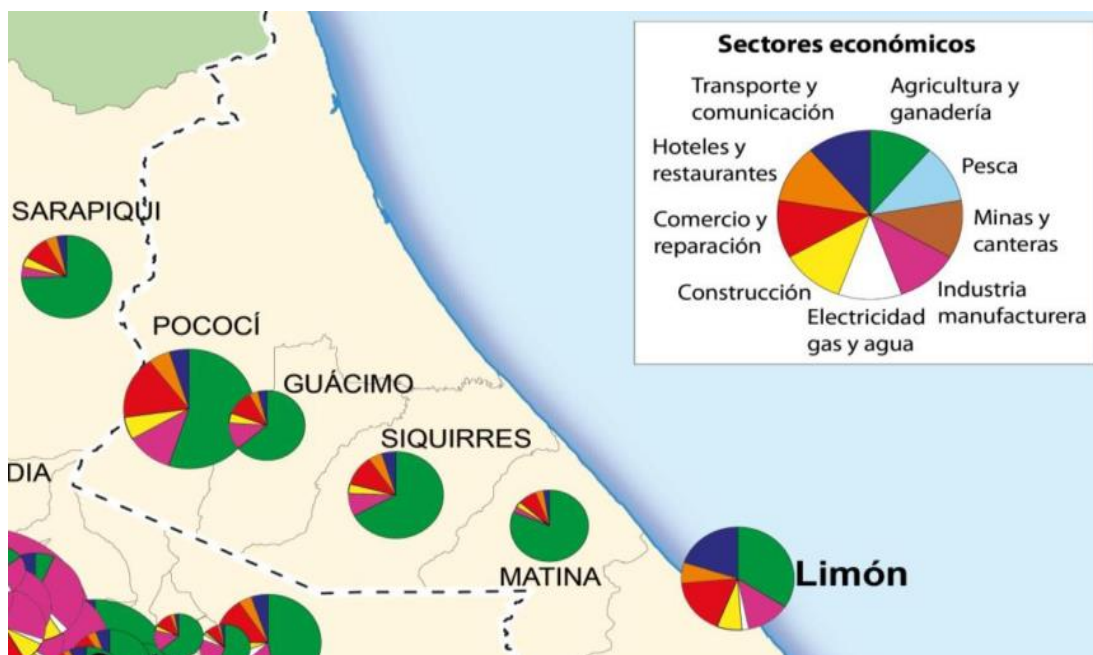 Sectores económicos
Transporte y
comunicación
Agricultura y
ganadería
Hoteles y
restaurantes
Pesca
Comercio y
reparación
Minas y
canteras
Construcción
Industria
manufacturera
Electricidad
gas y agua
SARAPIQUI
POCOCÍ
GUÁCIMO
SIQUIRRES
DIA
MATINA
Limón